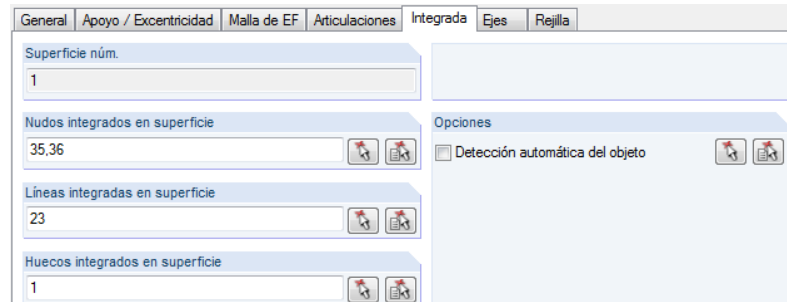 General Apoyo / Excentricidad Malla de EF Articulaciones Integrada Ejes Rejilla
Superficie núm.
1
Nudos integrados en superficie
35,36
Opciones
Detección automática del objeto
Líneas integradas en superficie
23
Huecos integrados en superficie
1